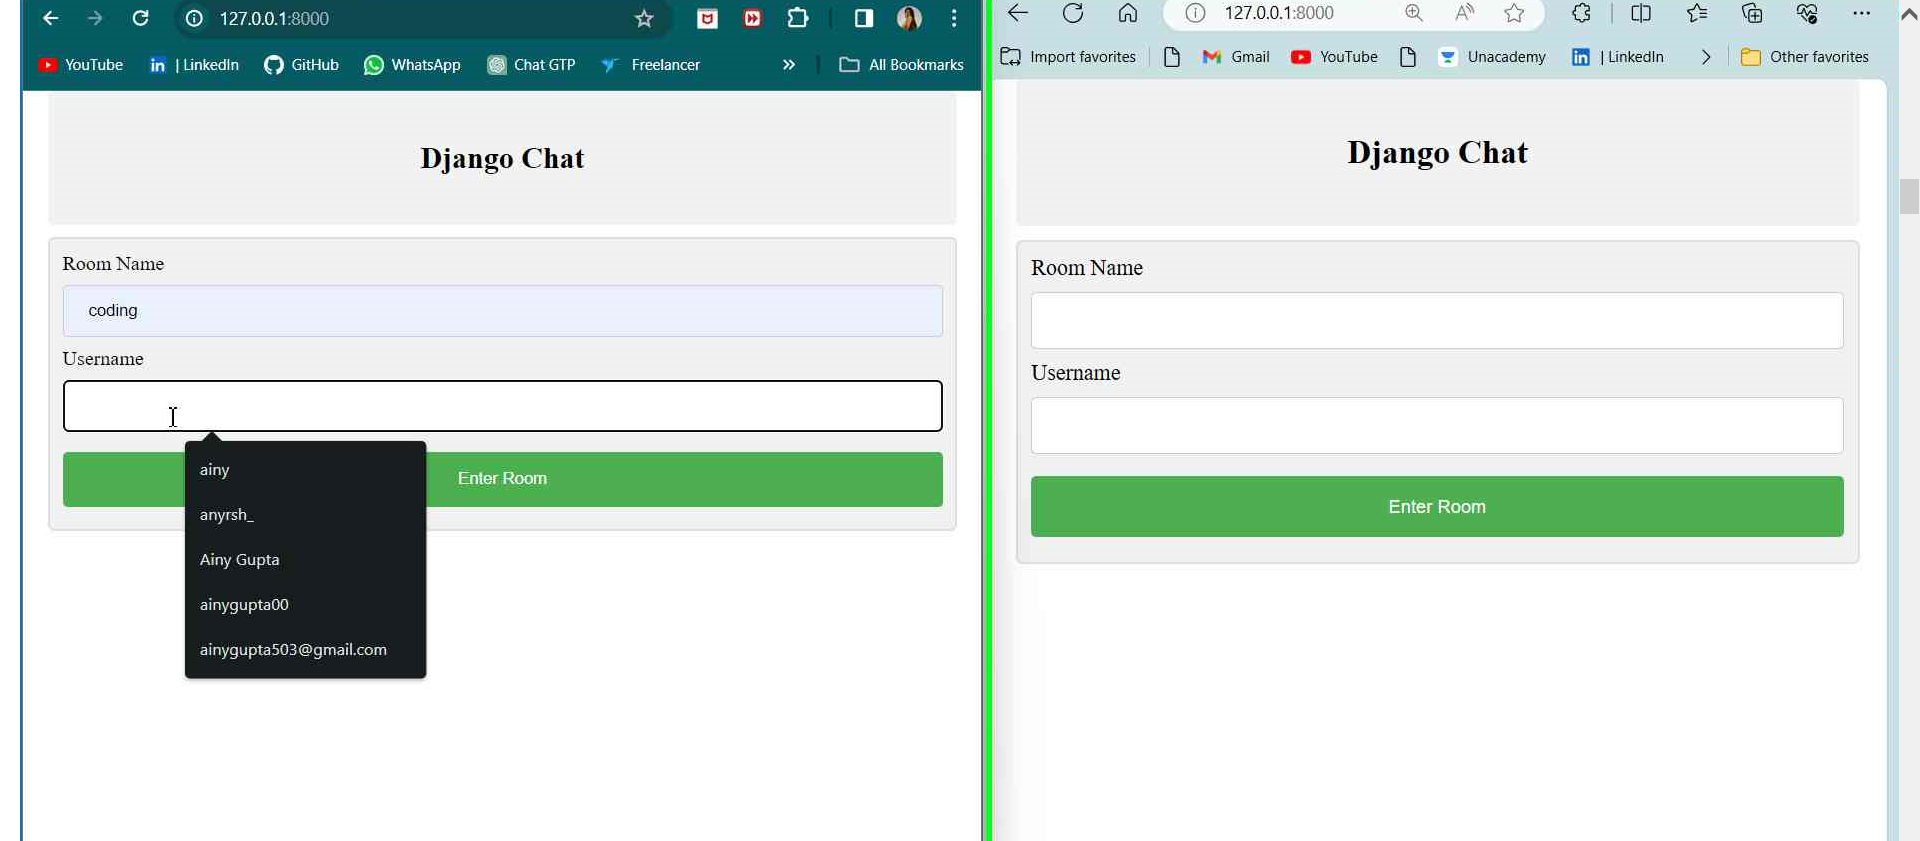 127.0.0.1:8000
YouTube | LinkedIn GitHub WhatsApp Chat GTP Freelancer » All Bookmarks
Django Chat
Room Name
coding
Username
Enter Room
ainy
anyrsh_
Ainy Gupta
ainygupta00
ainygupta503@gmail.com
127.0.0.1:8000
Import favorites Gmail YouTube Unacademy | LinkedIn Other favorites
Django Chat
Room Name
Username
Enter Room